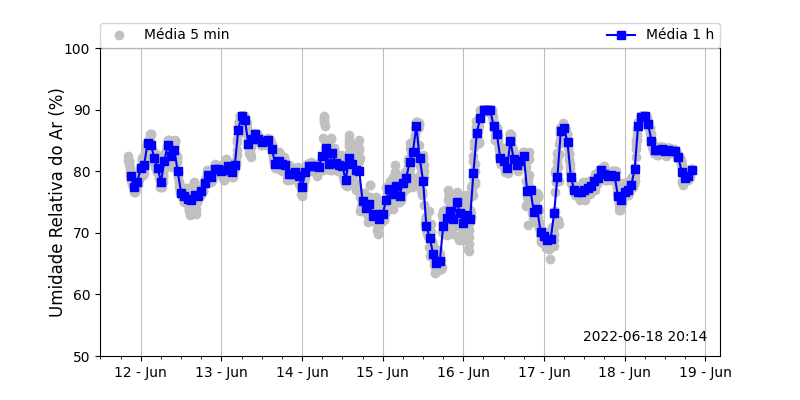 Média 5 min
Média 1 h
Umidade Relativa do Ar (%)
100
90
80
70
60
50
2022-06-18 20:14
12 - Jun
13 - Jun
14 - Jun
15 - Jun
16 - Jun
17 - Jun
18 - Jun
19 - Jun